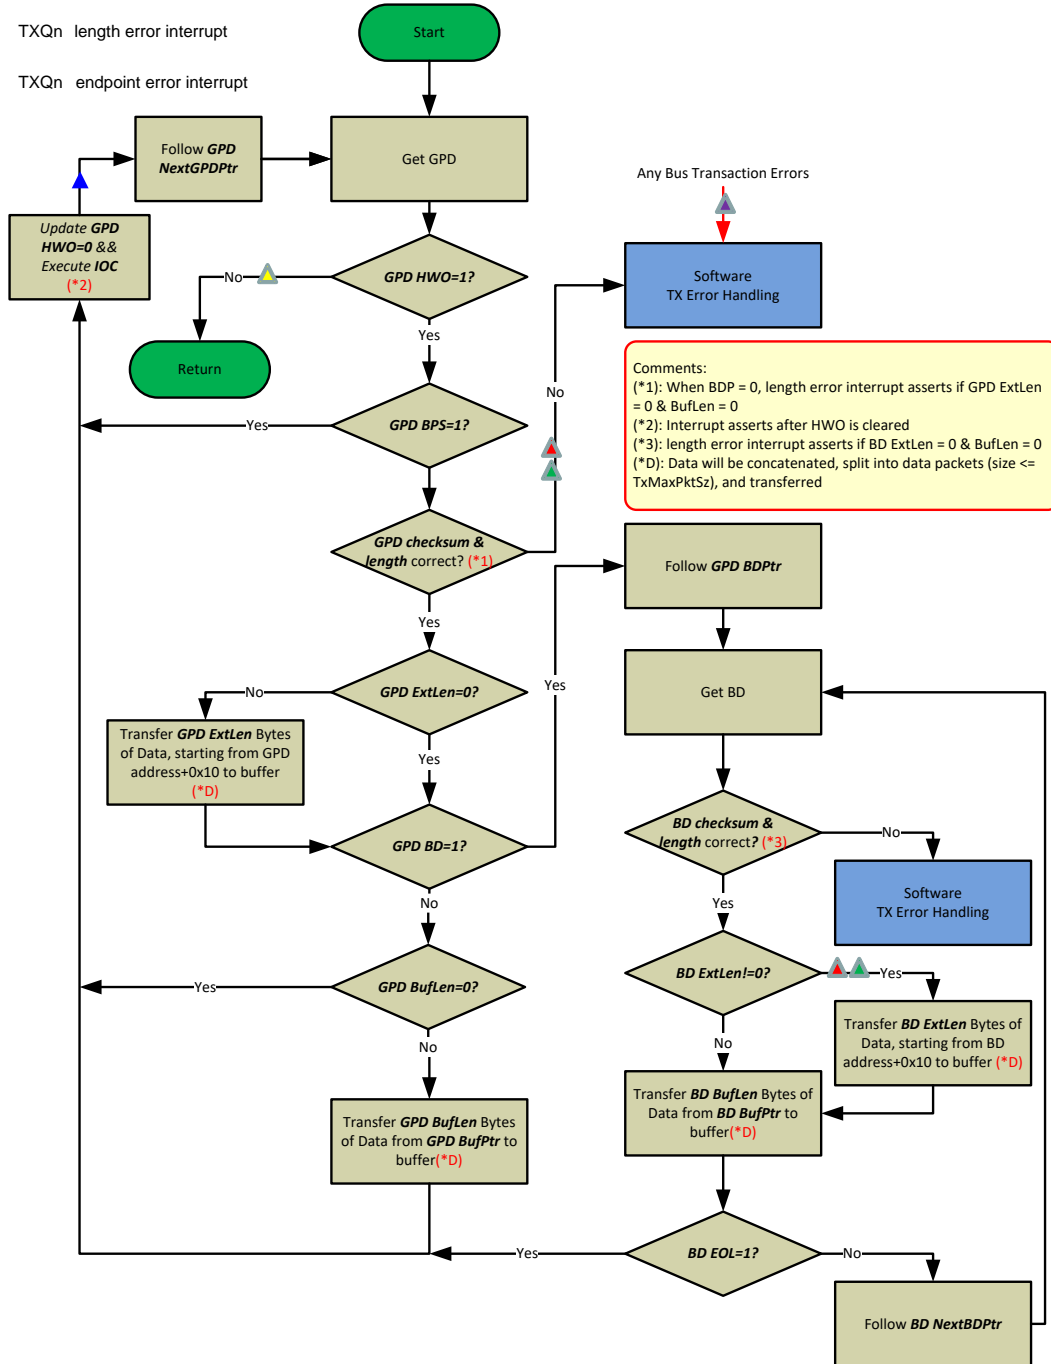 TXQn length error interrupt
TXQn endpoint error interrupt
Start
Follow GPD
NextGPDPtr
Get GPD
Any Bus Transaction Errors
Update GPD
HWO=0 &&
Execute IOC
(*2)
Software
TX Error Handling
No
GPD HWO=1?
Yes
Return
Comments:
(*1): When BDP = 0, length error interrupt asserts if GPD ExtLen
= 0 & BufLen = 0
(*2): Interrupt asserts after HWO is cleared
(*3): length error interrupt asserts if BD ExtLen = 0 & BufLen = 0
(*D): Data will be concatenated, split into data packets (size <=
TxMaxPktSz), and transferred
No
Yes
GPD BPS=1?
Yes
GPD checksum &
length correct? (*1)
Follow GPD BDPtr
Yes
No
GPD ExtLen=0?
Yes
Get BD
Transfer GPD ExtLen Bytes
of Data, starting from GPD
address+0x10 to buffer
(*D)
Yes
GPD BD=1?
BD checksum &
length correct? (*3)
No
No
Yes
Software
TX Error Handling
Yes
GPD BufLen=0?
BD ExtLen!=0?
Yes
No
No
Transfer BD ExtLen Bytes of
Data, starting from BD
address+0x10 to buffer (*D)
Transfer GPD BufLen Bytes
of Data from GPD BufPtr to
buffer(*D)
Transfer BD BufLen Bytes of
Data from BD BufPtr to
buffer(*D)
Yes
BD EOL=1?
No
Follow BD NextBDPtr